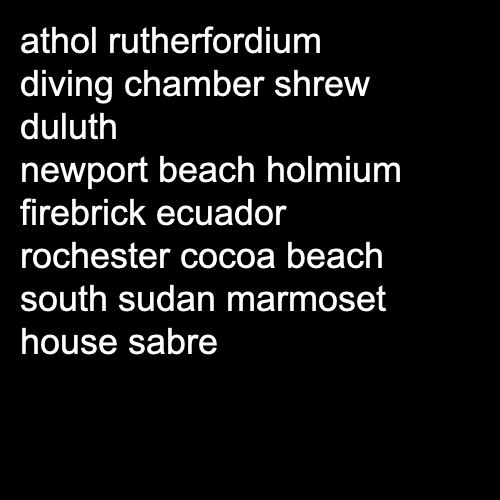 athol rutherfordium
diving chamber shrew
duluth
newport beach holmium
firebrick ecuador
rochester cocoa beach
south sudan marmoset
house sabre